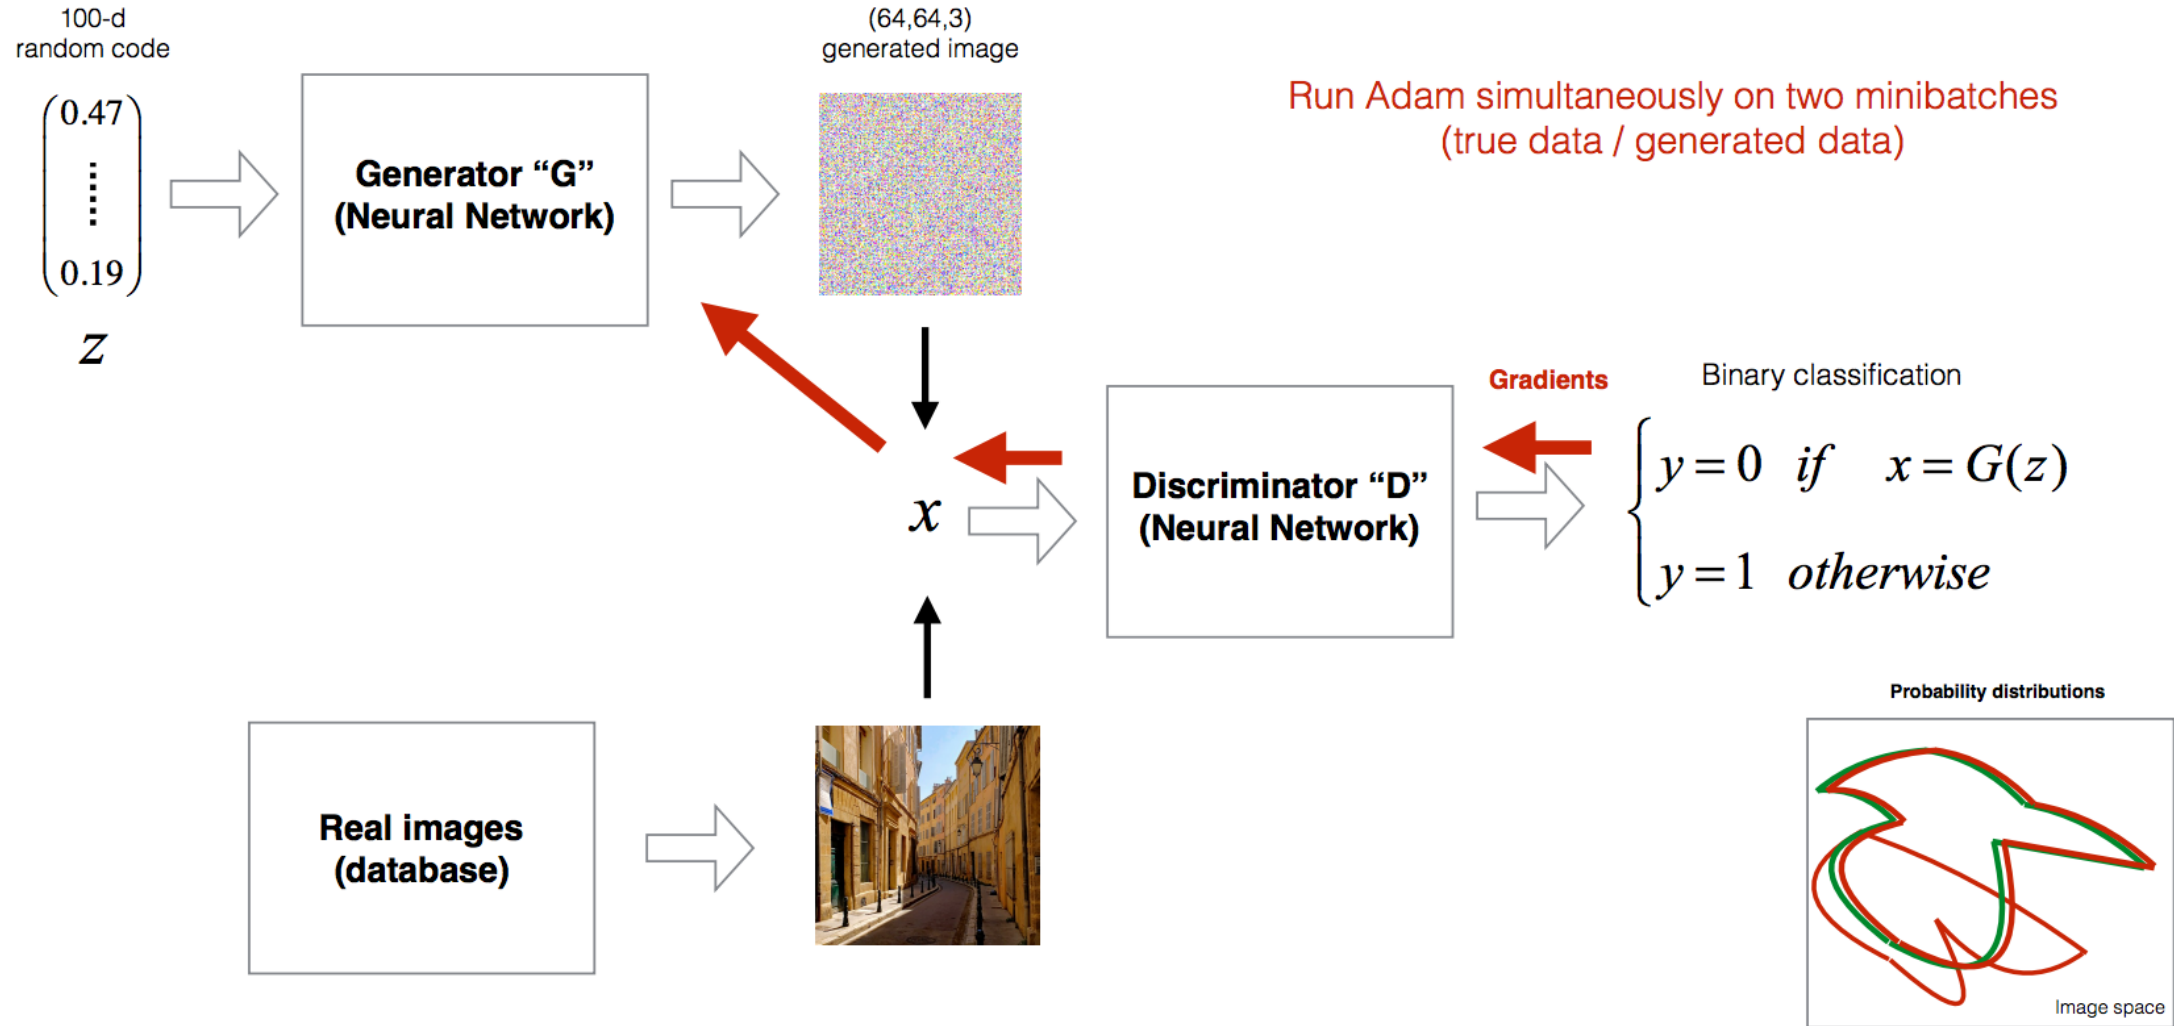 100-d
random code
(0.47
0.19)
z
Generator “G”
(Neural Network)
(64,64,3)
generated image
Run Adam simultaneously on two minibatches
(true data / generated data)
x
Discriminator “D”
(Neural Network)
Gradients
Binary classification
y = 0 if x = G(z)
y = 1 otherwise
Real images
(database)
Probability distributions
Image space